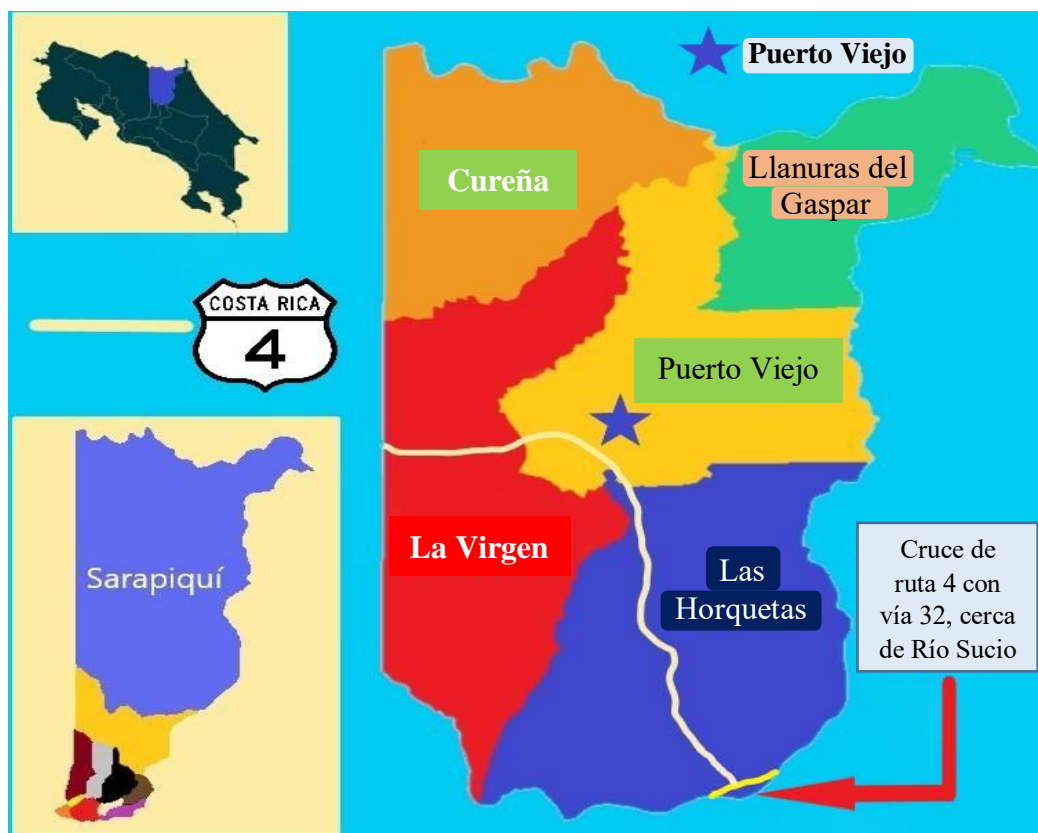 Puerto Viejo
Cureña
Llanuras del
Gaspar
COSTA RICA
4
Puerto Viejo
Sarapiquí
La Virgen
Las
Horquetas
Cruce de
ruta 4 con
vía 32, cerca
de Río Sucio